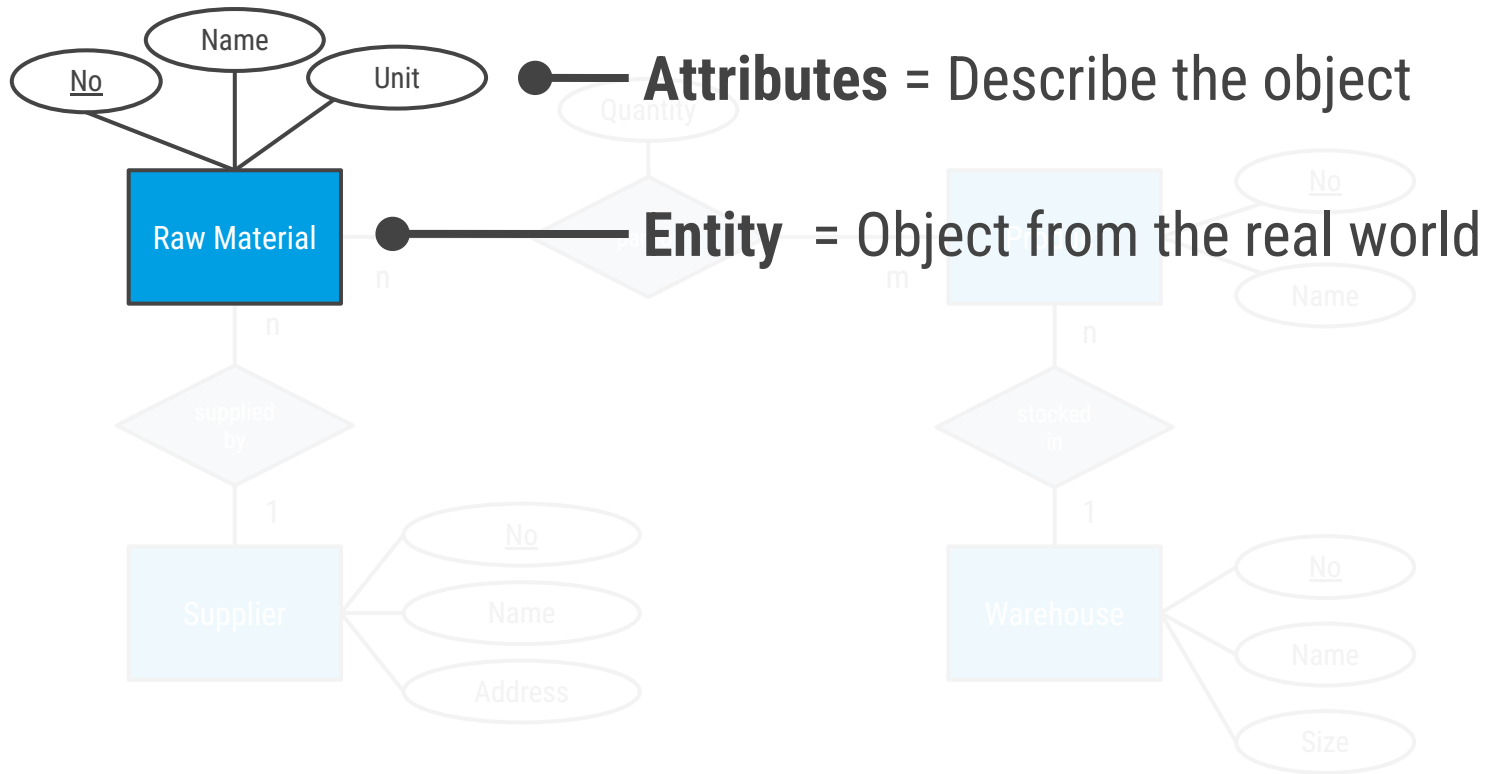 Name
No
Unit
Attributes = Describe the object
Quantity
No
Raw Material
Entity = Object from the real world
n
m
Name
n
n
supplied
by
stocked
in
1
1
No
No
Supplier
Name
Warehouse
Name
Address
Size